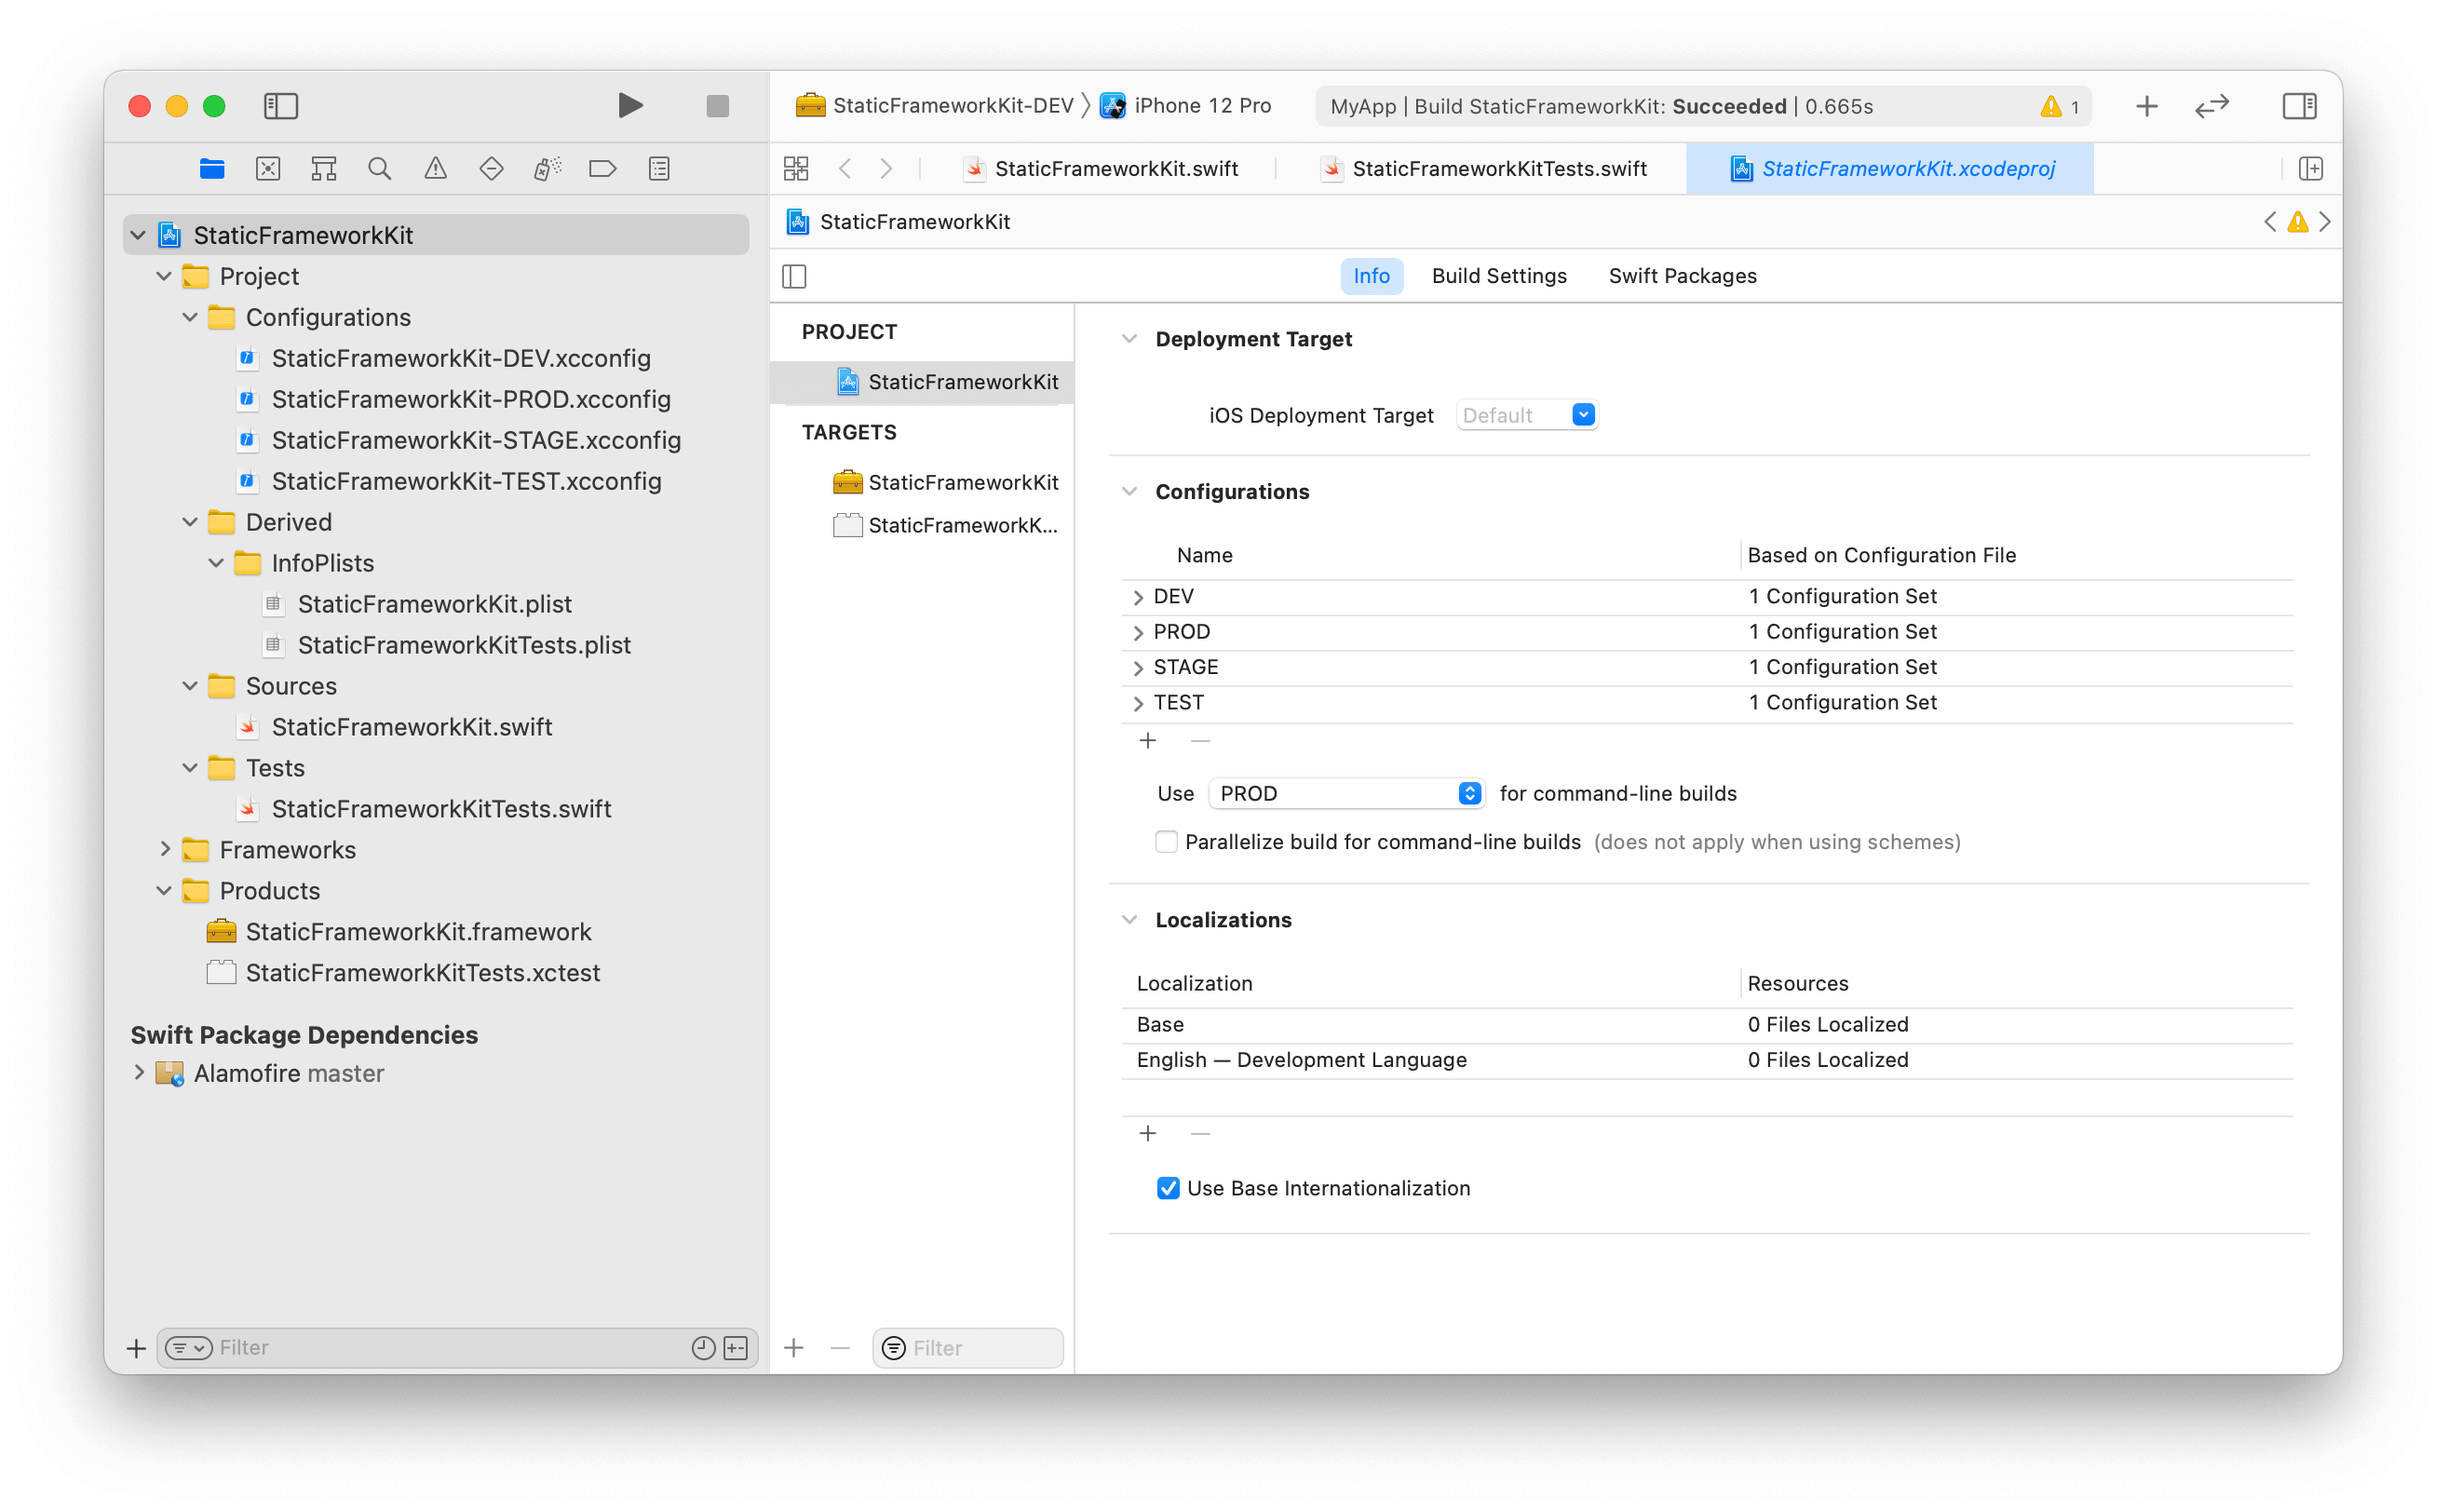 StaticFrameworkKit-DEV iPhone 12 Pro
MyApp | Build StaticFrameworkKit: Succeeded | 0.665s
1
StaticFrameworkKit.swift
StaticFrameworkKitTests.swift
StaticFrameworkKit.xcodeproj
StaticFrameworkKit
Project
Configurations
StaticFrameworkKit-DEV.xcconfig
StaticFrameworkKit-PROD.xcconfig
StaticFrameworkKit-STAGE.xcconfig
StaticFrameworkKit-TEST.xcconfig
Derived
InfoPlists
StaticFrameworkKit.plist
StaticFrameworkKitTests.plist
Sources
StaticFrameworkKit.swift
Tests
StaticFrameworkKitTests.swift
Frameworks
Products
StaticFrameworkKit.framework
StaticFrameworkKitTests.xctest
Swift Package Dependencies
Alamofire master
Filter
StaticFrameworkKit
Info Build Settings Swift Packages
PROJECT
StaticFrameworkKit
TARGETS
StaticFrameworkKit
StaticFrameworkK...
Filter
Deployment Target
iOS Deployment Target Default
Configurations
Name Based on Configuration File
DEV 1 Configuration Set
PROD 1 Configuration Set
STAGE 1 Configuration Set
TEST 1 Configuration Set
Use PROD for command-line builds
Parallelize build for command-line builds (does not apply when using schemes)
Localizations
Localization Resources
Base 0 Files Localized
English — Development Language 0 Files Localized
Use Base Internationalization